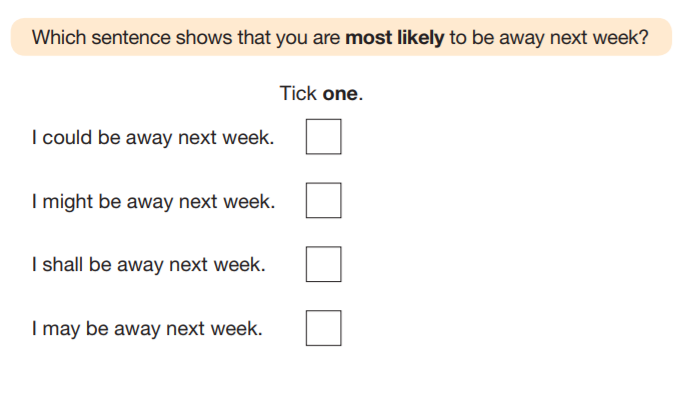 Which sentence shows that you are most likely to be away next week?
Tick one.
I could be away next week.
I might be away next week.
I shall be away next week.
I may be away next week.